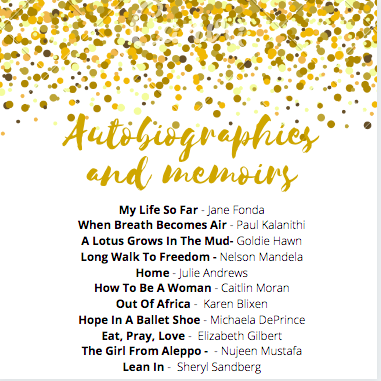 Autobiographies
and memoirs
My Life So Far - Jane Fonda
When Breath Becomes Air - Paul Kalanithi
A Lotus Grows In The Mud- Goldie Hawn
Long Walk To Freedom - Nelson Mandela
Home - Julie Andrews
How To Be A Woman - Caitlin Moran
Out Of Africa - Karen Blixen
Hope In A Ballet Shoe - Michaela DePrince
Eat, Pray, Love - Elizabeth Gilbert
The Girl From Aleppo - - Nujeen Mustafa
Lean In - Sheryl Sandberg